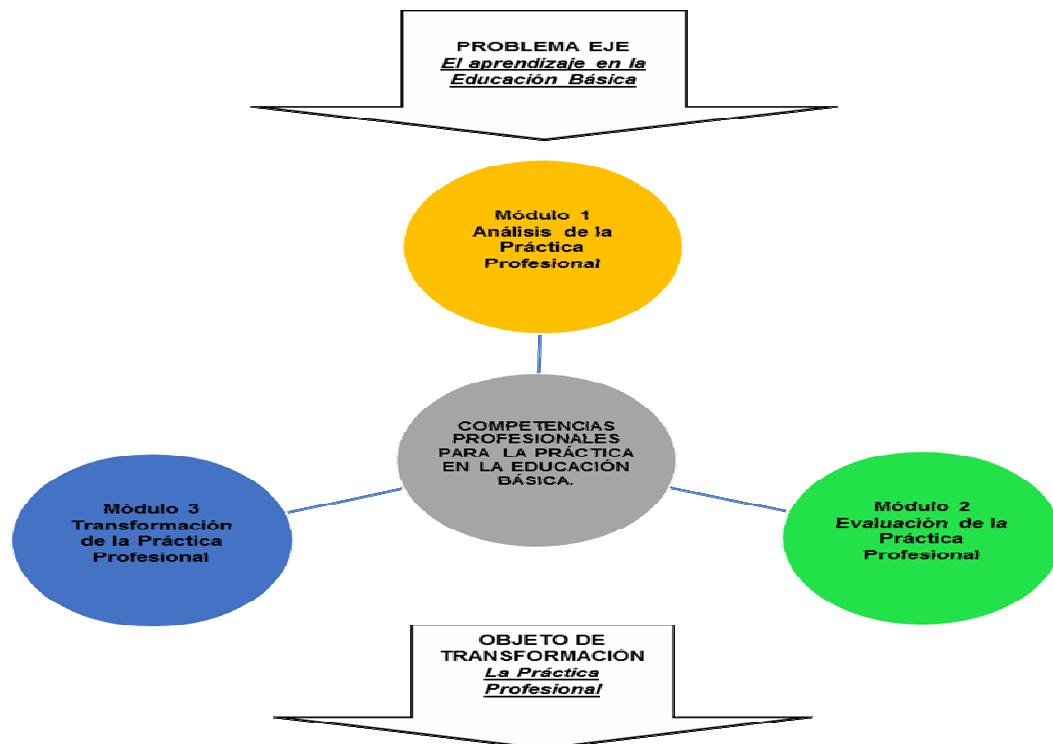 PROBLEMA EJE
El aprendizaje en la
Educación Básica
Módulo 1
Análisis de la
Práctica
Profesional
COMPETENCIAS
PROFESIONALES
PARA LA PRÁCTICA
EN LA EDUCACIÓN
BÁSICA.
Módulo 3
Transformación
de la Práctica
Profesional
Módulo 2
Evaluación de la
Práctica
Profesional
OBJETO DE
TRANSFORMACIÓN
La Práctica
Profesional